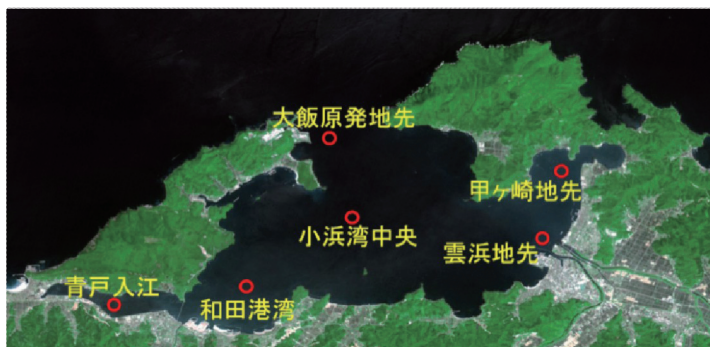 大飯原発地先
甲ヶ崎地先
小浜湾中央
雲浜地先
青戸入江
和田港湾